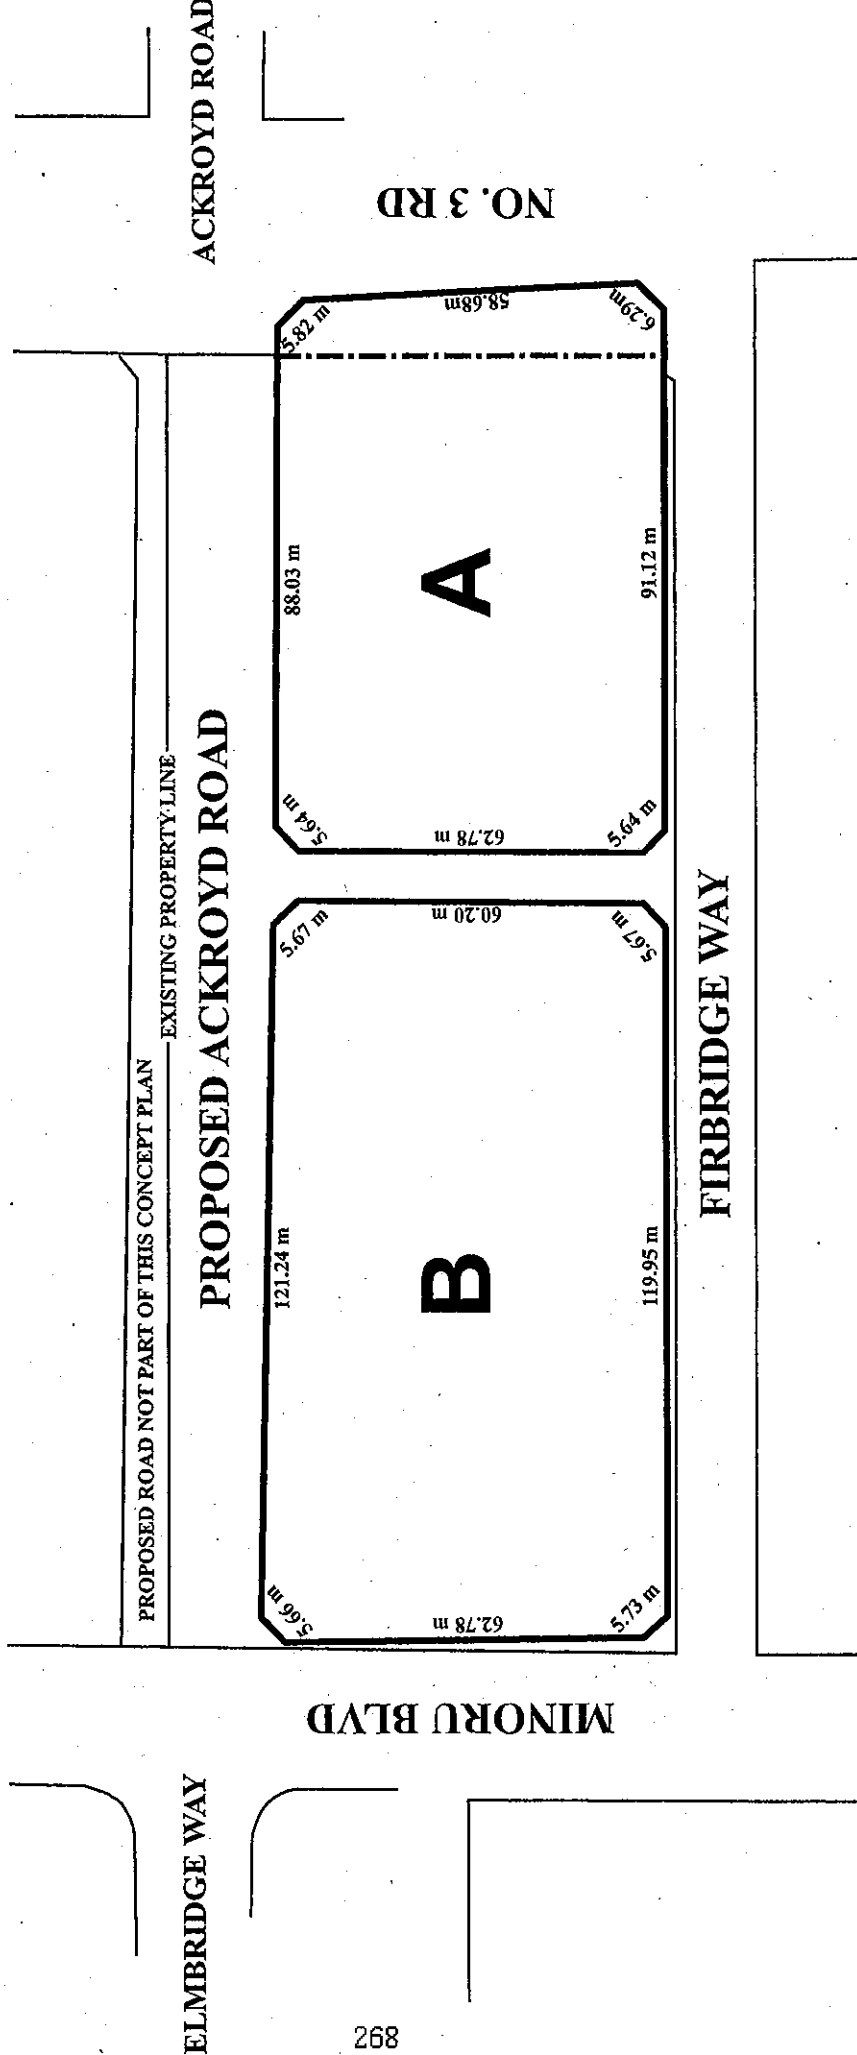 ACKROYD ROAD
NO. 3 RD
5.82 m
58.68m
6.29m
88.03 m
A
91.12 m
5.64 m
62.78 m
5.64 m
PROPOSED ROAD NOT PART OF THIS CONCEPT PLAN
EXISTING PROPERTY LINE
PROPOSED ACKROYD ROAD
5.67 m
60.20 m
5.67 m
121.24 m
B
119.95 m
FIRBRIDGE WAY
5.66 m
62.78 m
5.73 m
MINORU BLVD
ELMBRIDGE WAY
268